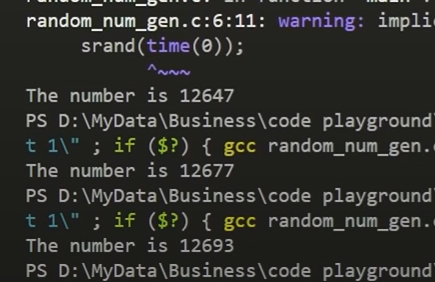 random_num_gen.c:6:11: warning: impli
srand(time(0));
^~~~
The number is 12647
PS D:\MyData\Business\code playground
t 1\" ; if ($?) { gcc random_num_gen.
The number is 12677
PS D:\MyData\Business\code playground
t 1\" ; if ($?) { gcc random_num_gen.
The number is 12693
PS D:\MyData\Business\code playground